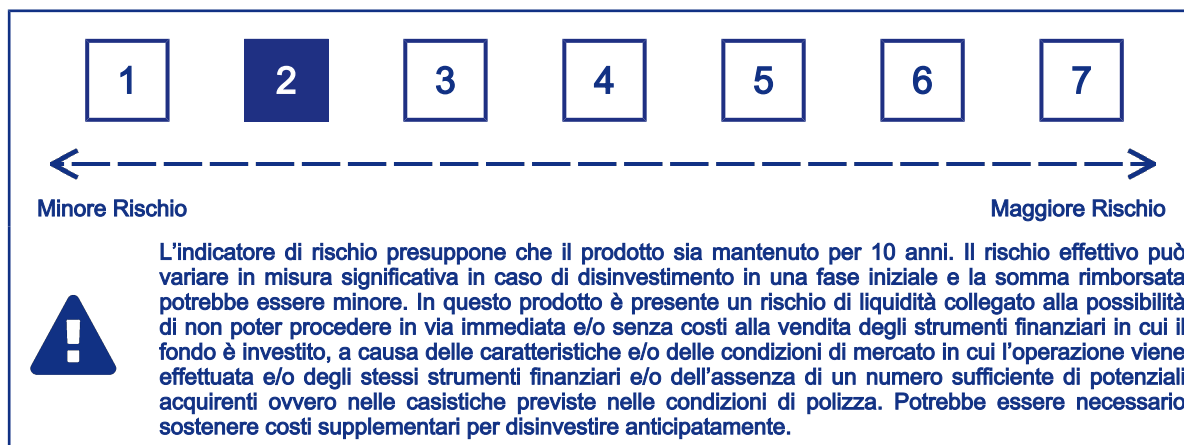 1 2 3 4 5 6 7
Minore Rischio Maggiore Rischio
L'indicatore di rischio presuppone che il prodotto sia mantenuto per 10 anni. Il rischio effettivo può
variare in misura significativa in caso di disinvestimento in una fase iniziale e la somma rimborsata
potrebbe essere minore. In questo prodotto è presente un rischio di liquidità collegato alla possibilità
di non poter procedere in via immediata e/o senza costi alla vendita degli strumenti finanziari in cui il
fondo è investito, a causa delle caratteristiche e/o delle condizioni di mercato in cui l'operazione viene
effettuata e/o degli stessi strumenti finanziari e/o dell'assenza di un numero sufficiente di potenziali
acquirenti ovvero nelle casistiche previste nelle condizioni di polizza. Potrebbe essere necessario
sostenere costi supplementari per disinvestire anticipatamente.